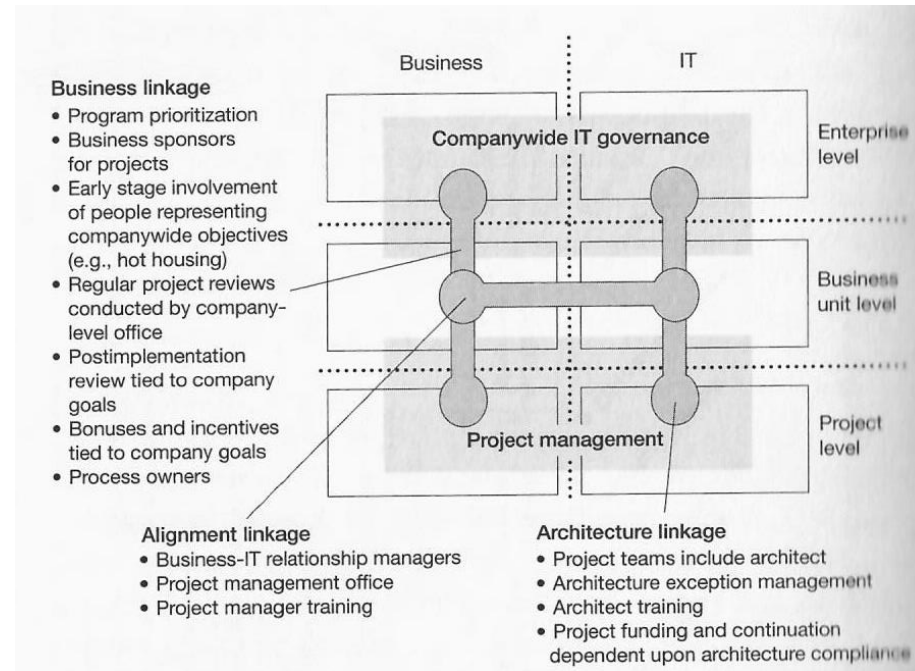 Business
IT
Business linkage
• Program prioritization
• Business sponsors
for projects
• Early stage involvement
of people representing
companywide objectives
(e.g., hot housing)
• Regular project reviews
conducted by company-
level office
• Postimplementation
review tied to company
goals
• Bonuses and incentives
tied to company goals
• Process owners
Companywide IT governance
Enterprise
level
Business
unit level
Project management
Project
level
Alignment linkage
• Business-IT relationship managers
• Project management office
• Project manager training
Architecture linkage
• Project teams include architect
• Architecture exception management
• Architect training
• Project funding and continuation
dependent upon architecture compliance